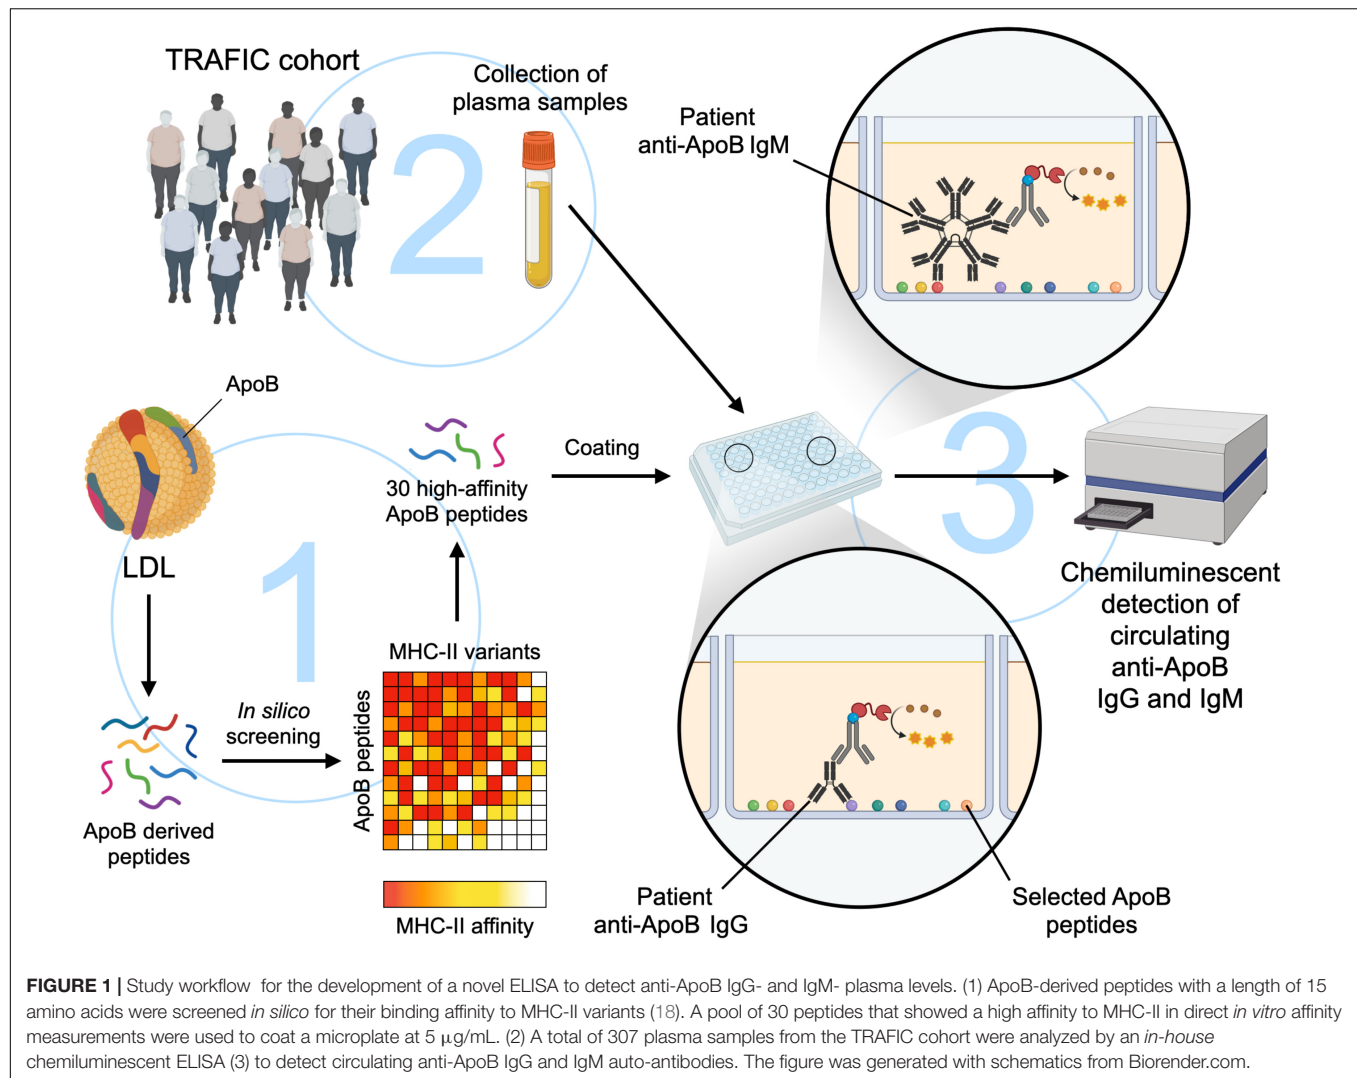 TRAFIC cohort
2
Collection of
plasma samples
Patient
anti-ApoB IgM
ApoB
LDL
1
30 high-affinity
ApoB peptides
Coating
3
Chemiluminescent
detection of
circulating
anti-ApoB
IgG and IgM
In silico
screening
ApoB derived
peptides
MHC-II variants
ApoB peptides
MHC-II affinity
Patient
anti-ApoB IgG
Selected ApoB
peptides
FIGURE 1 | Study workflow for the development of a novel ELISA to detect anti-ApoB IgG- and IgM- plasma levels. (1) ApoB-derived peptides with a length of 15
amino acids were screened in silico for their binding affinity to MHC-II variants (18). A pool of 30 peptides that showed a high affinity to MHC-II in direct in vitro affinity
measurements were used to coat a microplate at 5 μg/mL. (2) A total of 307 plasma samples from the TRAFIC cohort were analyzed by an in-house
chemiluminescent ELISA (3) to detect circulating anti-ApoB IgG and IgM auto-antibodies. The figure was generated with schematics from Biorender.com.